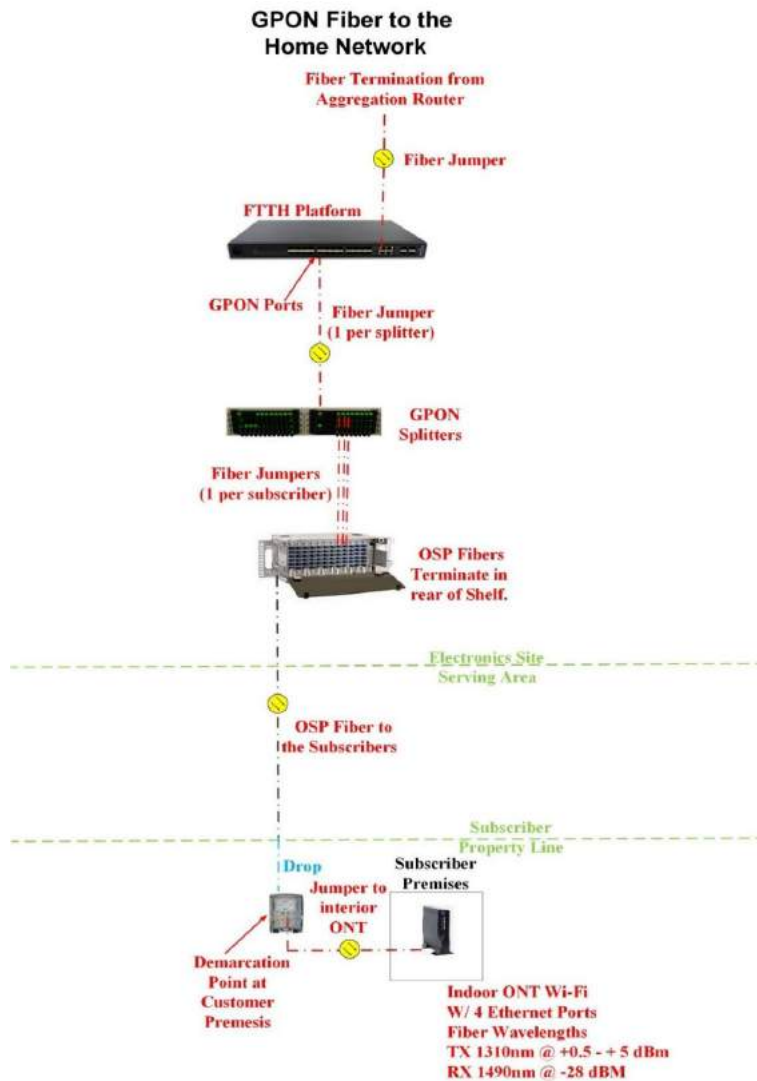 GPON Fiber to the
Home Network
Fiber Termination from
Aggregation Router
Fiber Jumper
FTTH Platform
GPON Ports
Fiber Jumper
(1 per splitter)
GPON
Splitters
Fiber Jumpers
(1 per subscriber)
OSP Fibers
Terminate in
rear of Shelf.
Electronics Site
Serving Area
OSP Fiber to
the Subscribers
Subscriber
Property Line
Drop
Subscriber
Premises
Jumper to
interior
ONT
Demarcation
Point at
Customer
Premesis
Indoor ONT Wi-Fi
W/ 4 Ethernet Ports
Fiber Wavelengths
TX 1310nm @ +0.5 - + 5 dBm
RX 1490nm @ -28 dBM